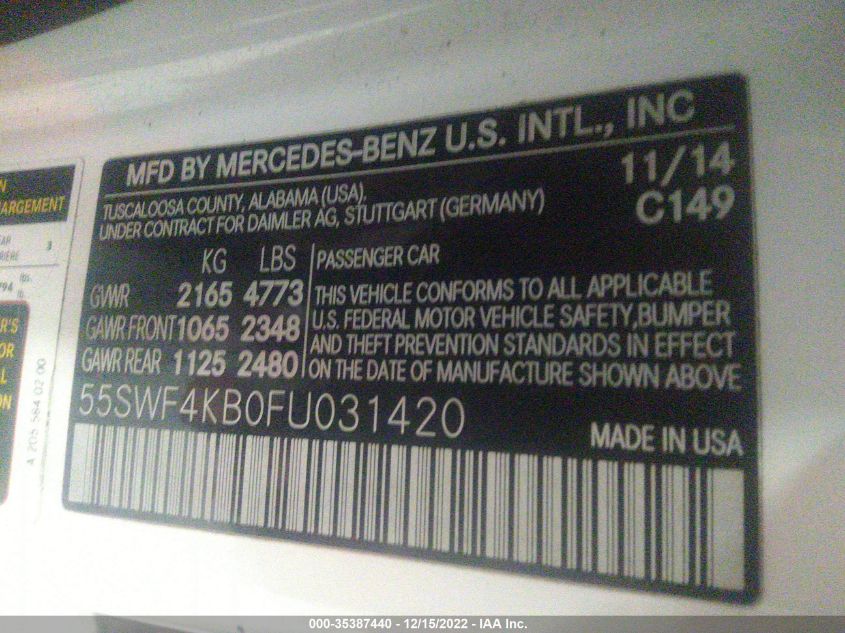 MFD BY MERCEDES-BENZ U.S. INTL., INC
TUSCALOOSA COUNTY, ALABAMA (USA),
UNDER CONTRACT FOR DAIMLER AG, STUTTGART (GERMANY)
11/14
C149
KG LBS
GVWR 2165 4773
GAWR FRONT 1065 2348
GAWR REAR 1125 2480
PASSENGER CAR
THIS VEHICLE CONFORMS TO ALL APPLICABLE
U.S. FEDERAL MOTOR VEHICLE SAFETY, BUMPER
AND THEFT PREVENTION STANDARDS IN EFFECT
ON THE DATE OF MANUFACTURE SHOWN ABOVE
55SWF4KB0FU031420
MADE IN USA
3
lbs.
A 205 584 02 00
000-35387440 - 12/15/2022 - IAA Inc.